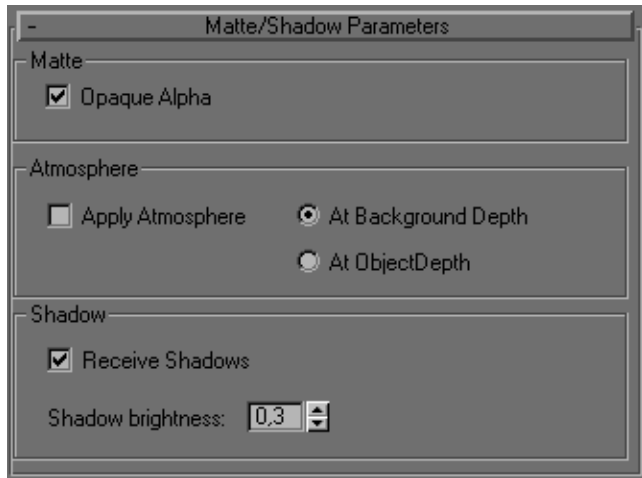 - Matte/Shadow Parameters
Matte
Opaque Alpha
Atmosphere
Apply Atmosphere At Background Depth
At ObjectDepth
Shadow
Receive Shadows
Shadow brightness: 0,3